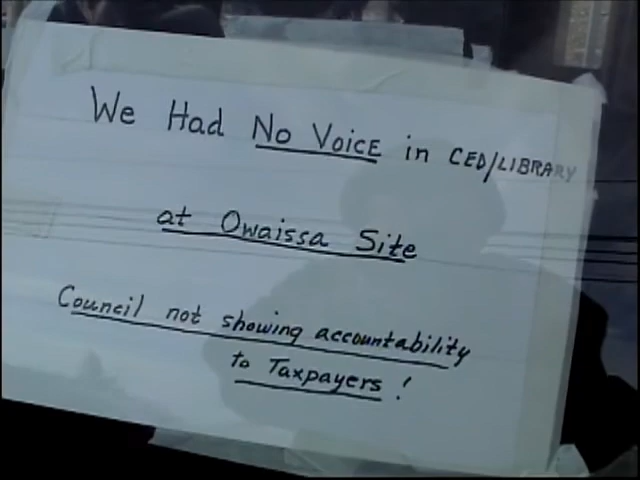 We Had No Voice in CED/LIBRARY
at Owaissa Site
Council not showing accountability
to Taxpayers!